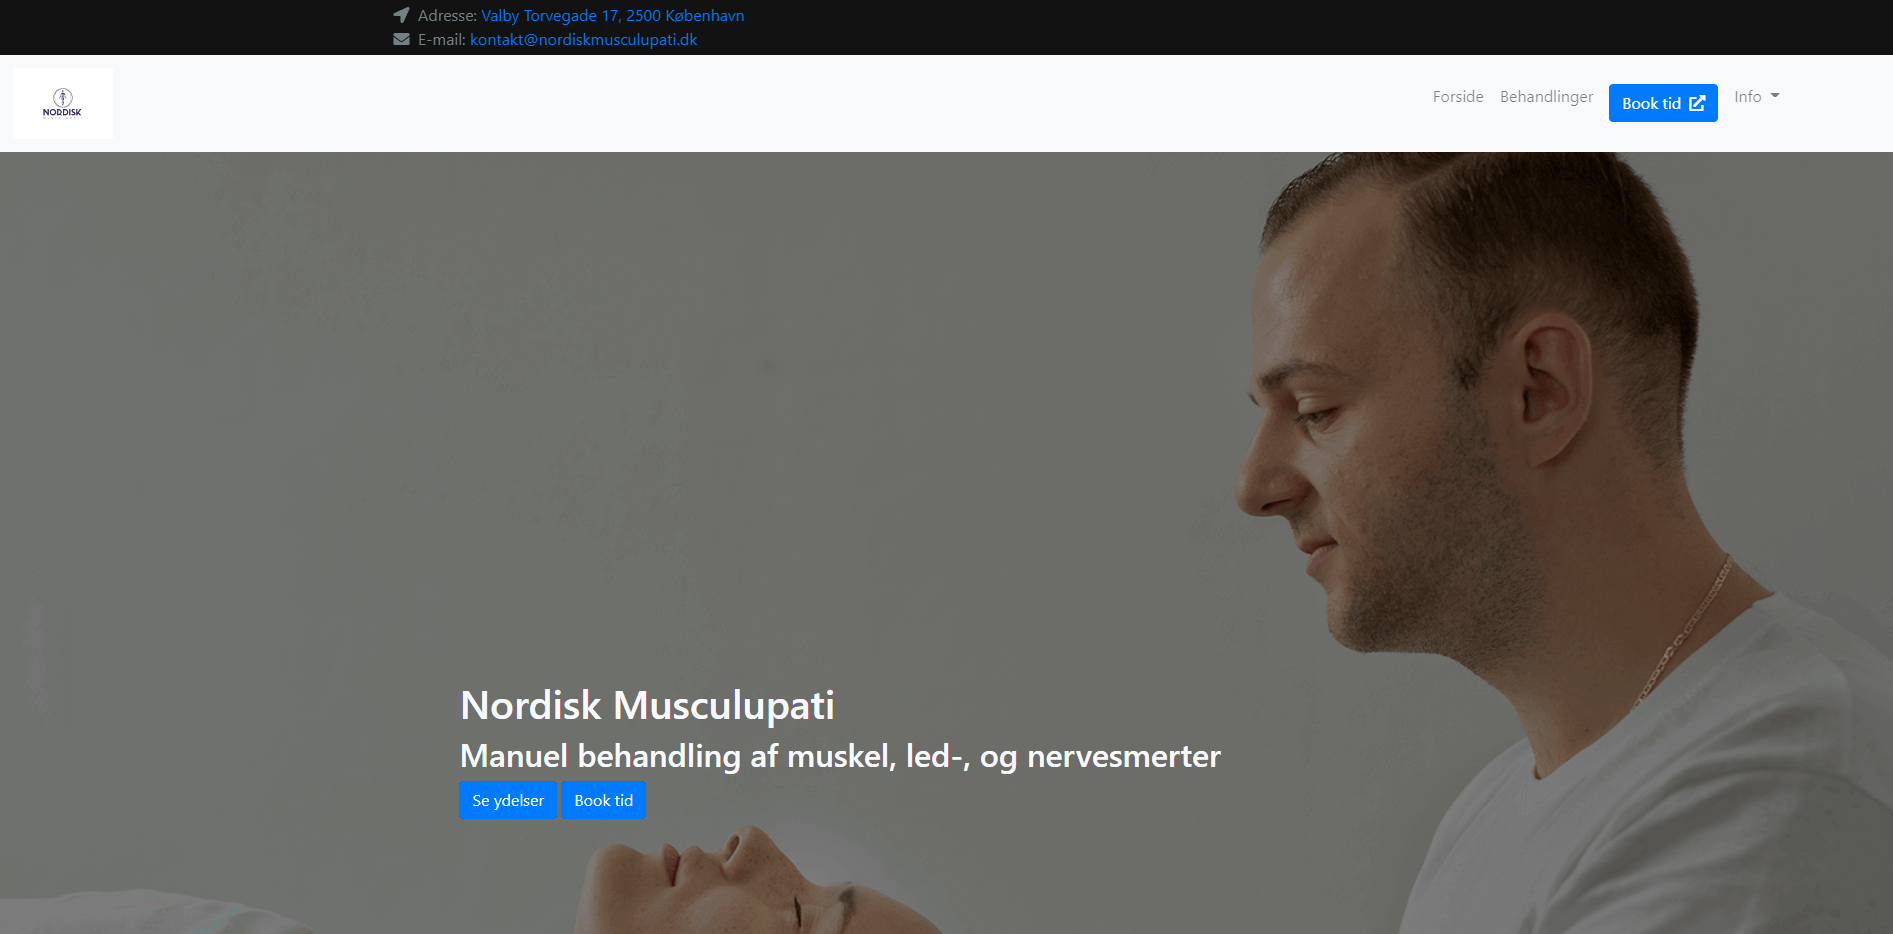 Adresse: Valby Torvegade 17, 2500 København
E-mail: kontakt@nordiskmusculupati.dk
NORDISK
Forside Behandlinger Book tid Info
Nordisk Musculupati
Manuel behandling af muskel, led-, og nervesmerter
Se ydelser Book tid